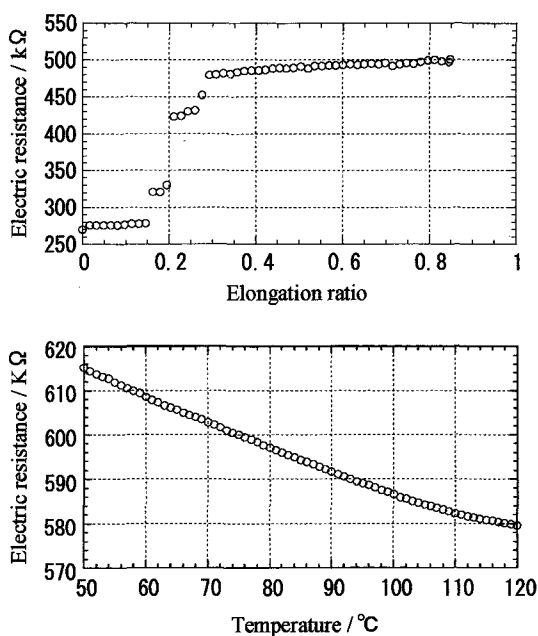 550
500
450
400
350
300
250
Electric resistance / kΩ
0 0.2 0.4 0.6 0.8 1
Elongation ratio
620
610
600
590
580
570
Electric resistance / KΩ
50 60 70 80 90 100 110 120
Temperature / °C